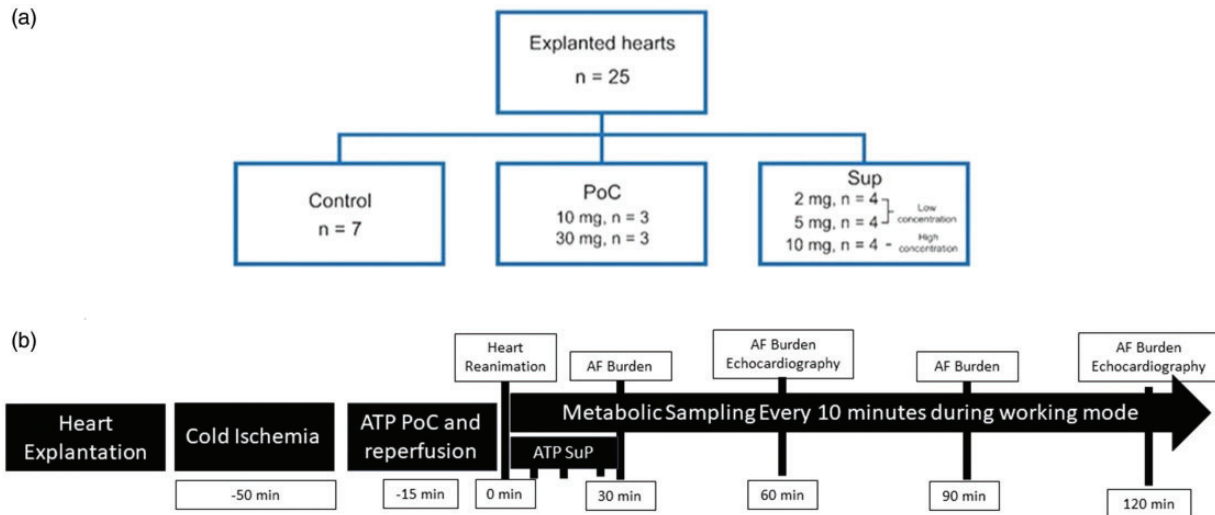 (a)
Explanted hearts
n = 25
Control
n = 7
PoC
10 mg, n = 3
30 mg, n = 3
Sup
2 mg, n = 4
5 mg, n = 4
Low
concentration
10 mg, n = 4 -
High
concentration
(b)
Heart
Reanimation
AF Burden
AF Burden
Echocardiography
AF Burden
AF Burden
Echocardiography
Heart
Explantation
Cold Ischemia
ATP PoC and
reperfusion
Metabolic Sampling Every 10 minutes during working mode
ATP SuP
-50 min
-15 min
0 min
30 min
60 min
90 min
120 min